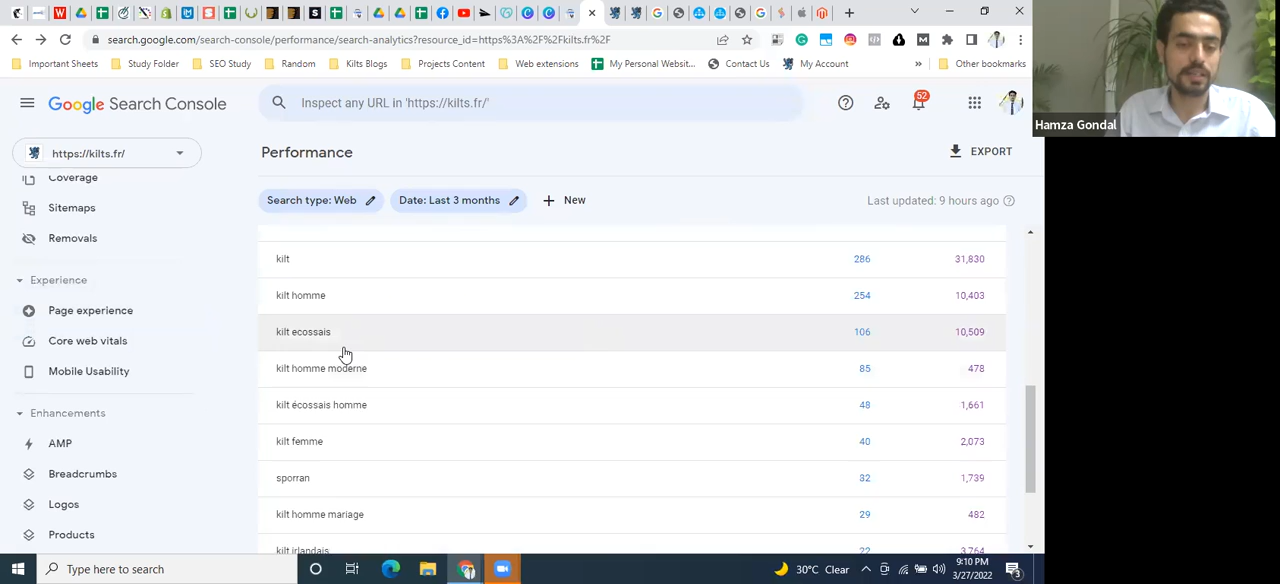 search.google.com/search-console/performance/search-analytics?resource_id=https%3A%2F%2Fkilts.fr%2F
Important Sheets
Study Folder
SEO Study
Random
Kilts Blogs
Projects Content
Web extensions
My Personal Websit...
Contact Us
My Account
»
Other bookmarks
Google Search Console
Inspect any URL in 'https://kilts.fr/'
52
Hamza Gondal
https://kilts.fr/
Performance
EXPORT
Coverage
Search type: Web
Date: Last 3 months
New
Last updated: 9 hours ago
Sitemaps
Removals
Experience
Page experience
Core web vitals
Mobile Usability
Enhancements
AMP
Breadcrumbs
Logos
Products
kilt 286 31,830
kilt homme 254 10,403
kilt ecossais 106 10,509
kilt homme moderne 85 478
kilt écossais homme 48 1,661
kilt femme 40 2,073
sporran 32 1,739
kilt homme mariage 29 482
kilt irlandais 22 3,764
Type here to search
30°C Clear
9:10 PM
3/27/2022
3